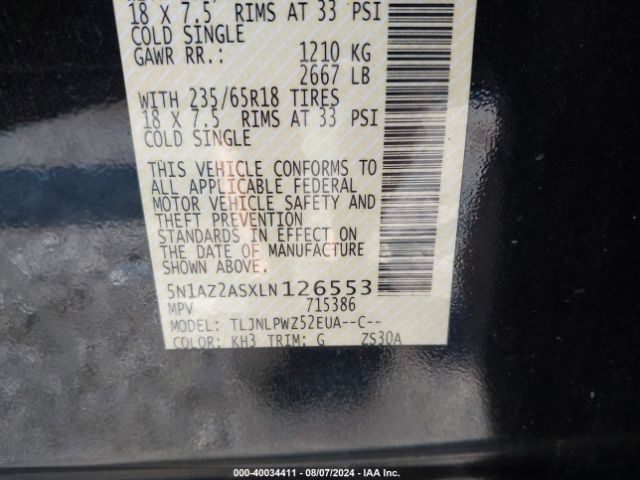 18 X 7.5 RIMS AT 33 PSI
COLD SINGLE
GAWR RR.: 1210 KG
2667 LB
WITH 235/65R18 TIRES
18 X 7.5 RIMS AT 33 PSI
COLD SINGLE
THIS VEHICLE CONFORMS TO
ALL APPLICABLE FEDERAL
MOTOR VEHICLE SAFETY AND
THEFT PREVENTION
STANDARDS IN EFFECT ON
THE DATE OF MANUFACTURE
SHOWN ABOVE.
5N1AZ2ASXLN126553
MPV 715386
MODEL: TLJNLPWZ52EUA--C--
COLOR: KH3 TRIM: G ZS30A
000-40034411 - 08/07/2024 - IAA Inc.